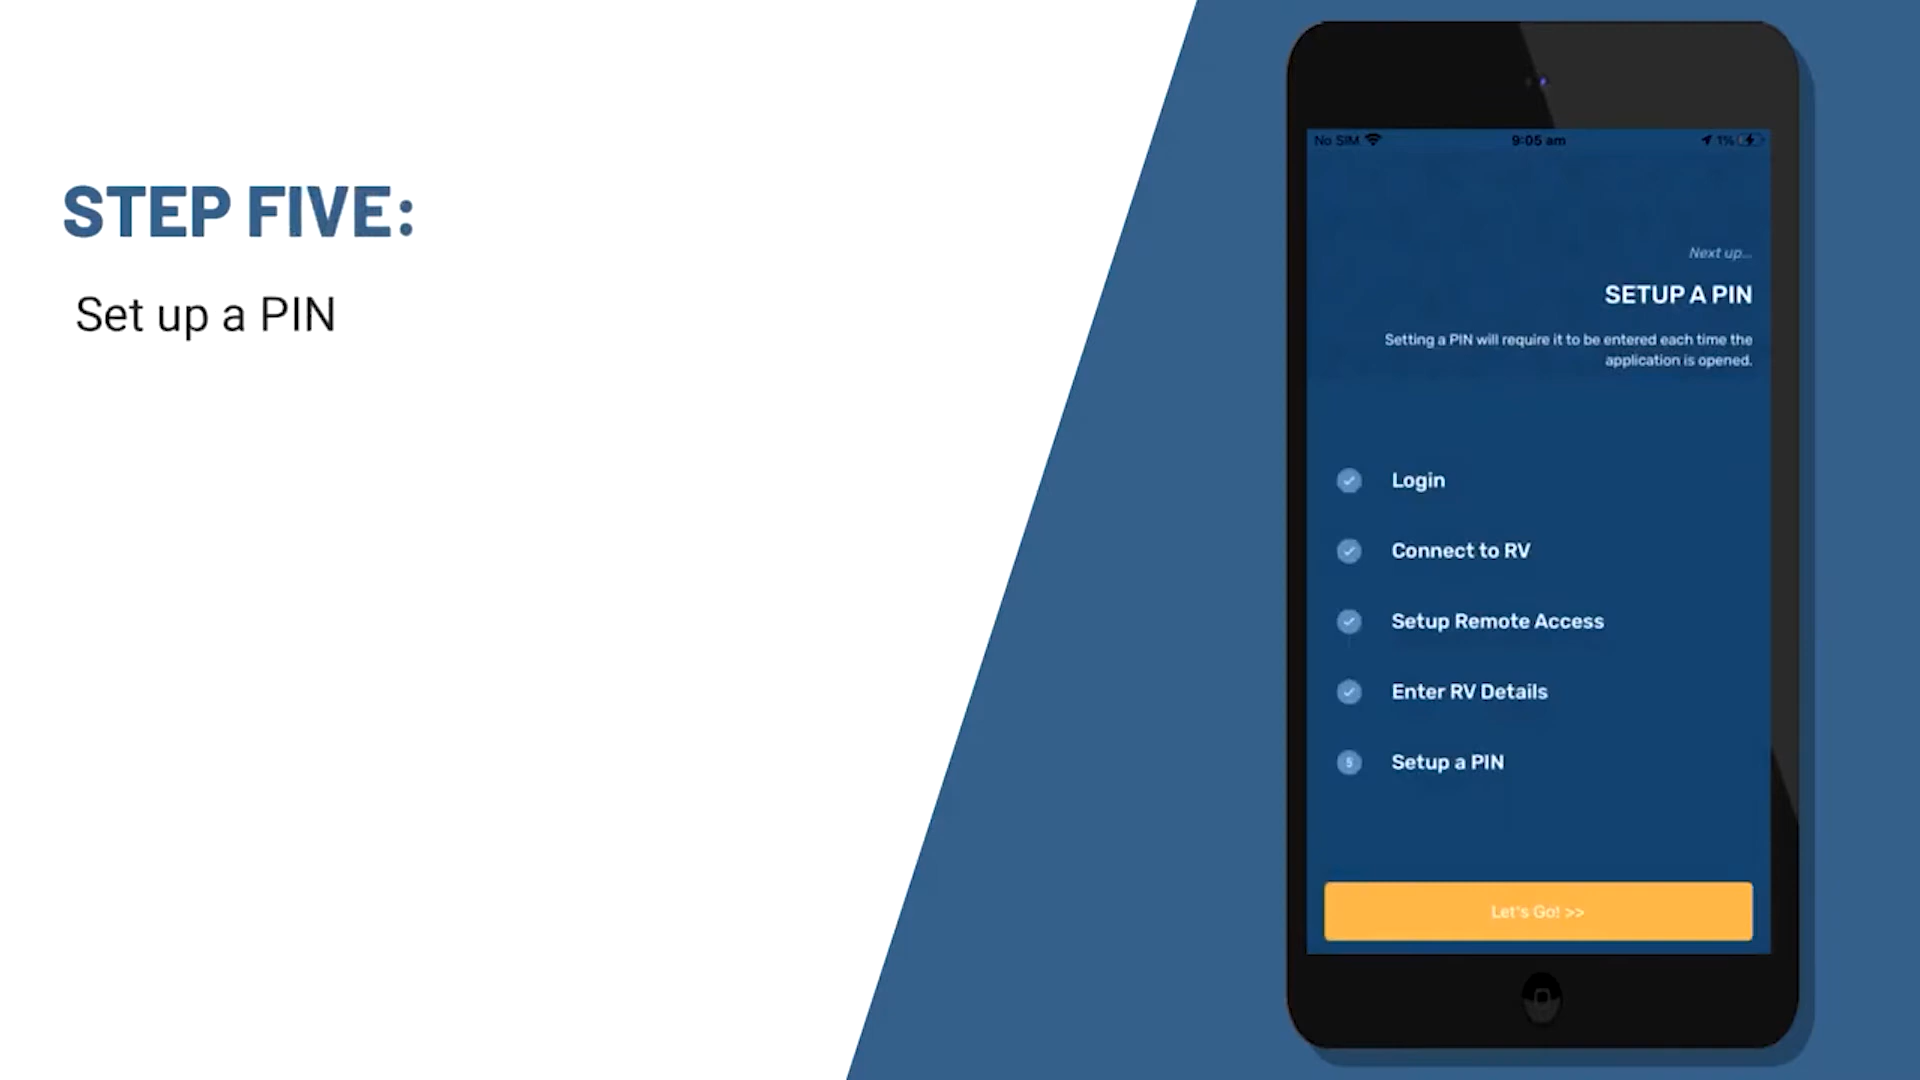 STEP FIVE:
Set up a PIN
No SIM
9:05 am
1%
Next up...
SETUP A PIN
Setting a PIN will require it to be entered each time the
application is opened.
Login
Connect to RV
Setup Remote Access
Enter RV Details
5
Setup a PIN
Let's Go! >>